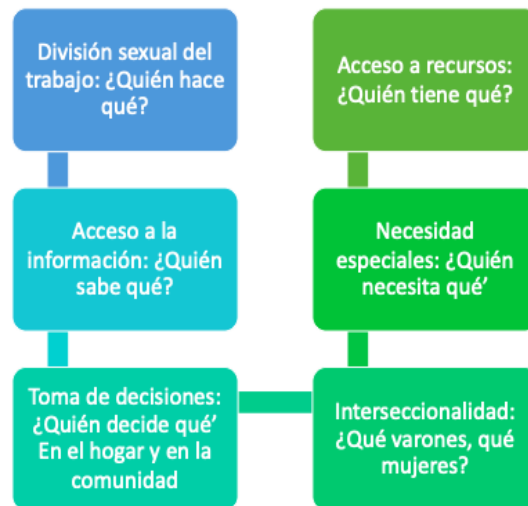 División sexual del
trabajo: ¿Quién hace
qué?
Acceso a la
información: ¿Quién
sabe qué?
Toma de decisiones:
¿Quién decide qué’
En el hogar y en la
comunidad
Interseccionalidad:
¿Qué varones, qué
mujeres?
Necesidad
especiales: ¿Quién
necesita qué’
Acceso a recursos:
¿Quién tiene qué?